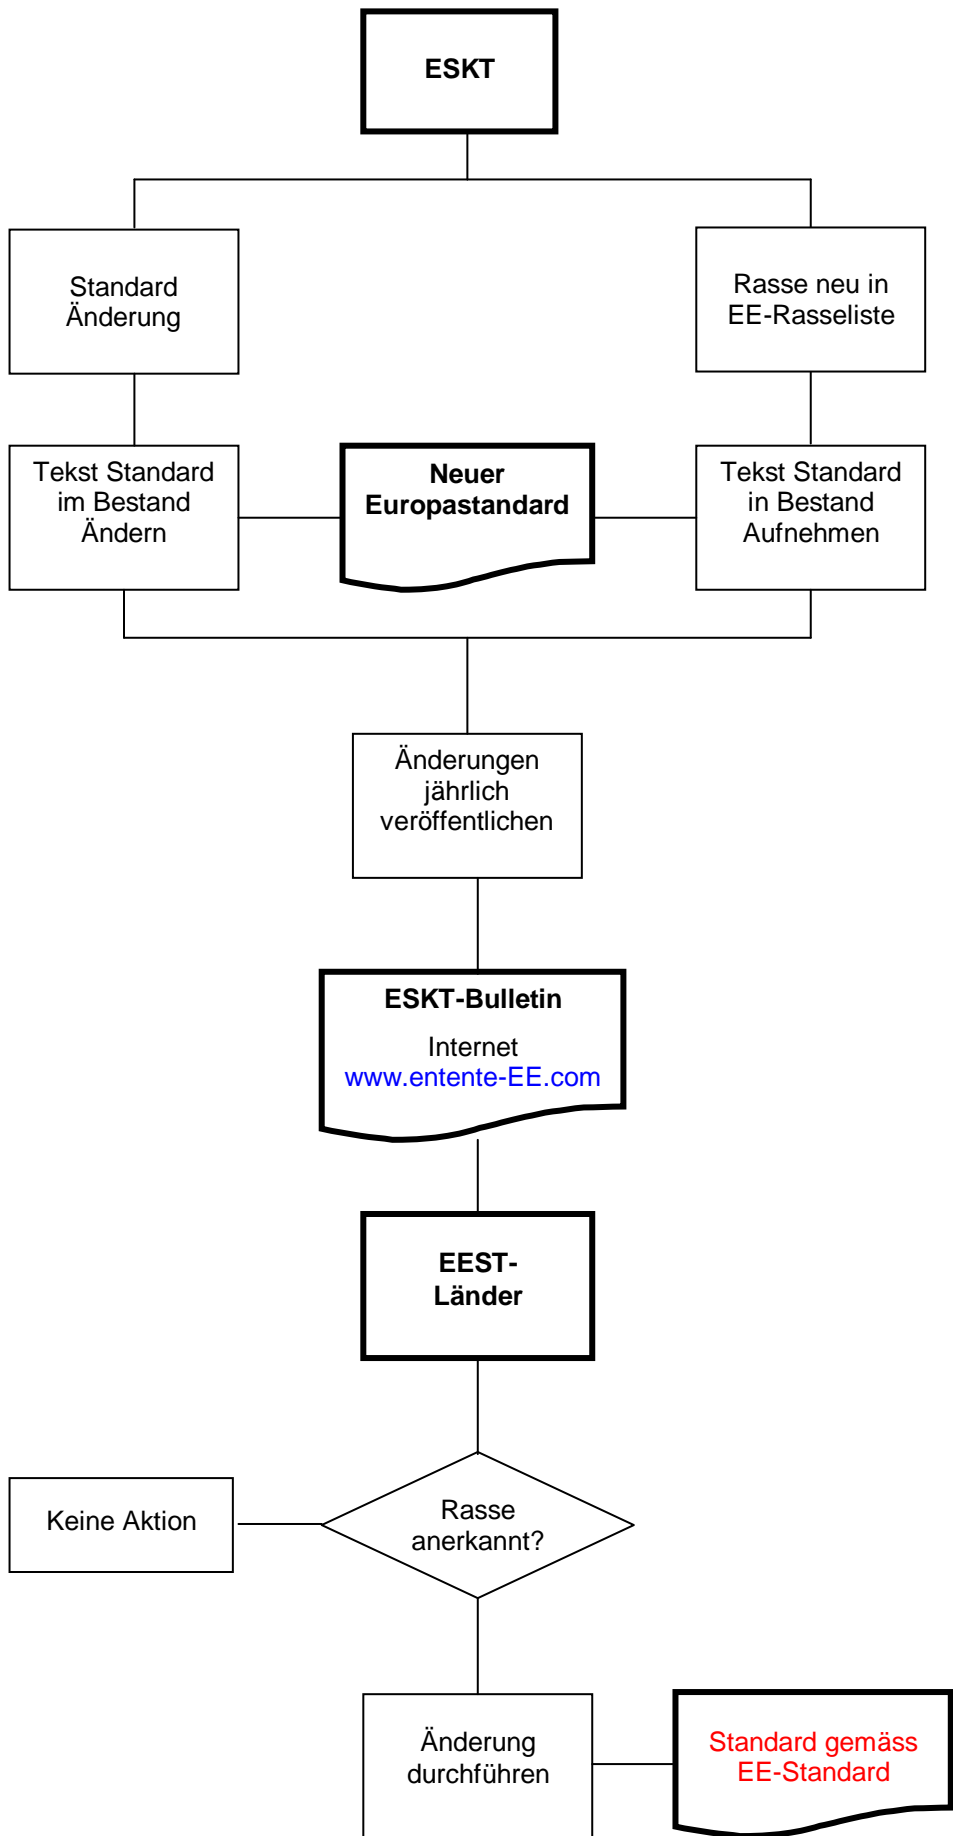 ESKT
Standard
Änderung
Rasse neu in
EE-Rasseliste
Tekst Standard
im Bestand
Ändern
Neuer
Europastandard
Tekst Standard
in Bestand
Aufnehmen
Änderungen
jährlich
veröffentlichen
ESKT-Bulletin
Internet
www.entente-EE.com
EEST-
Länder
Keine Aktion
Rasse
anerkannt?
Änderung
durchführen
Standard gemäss
EE-Standard